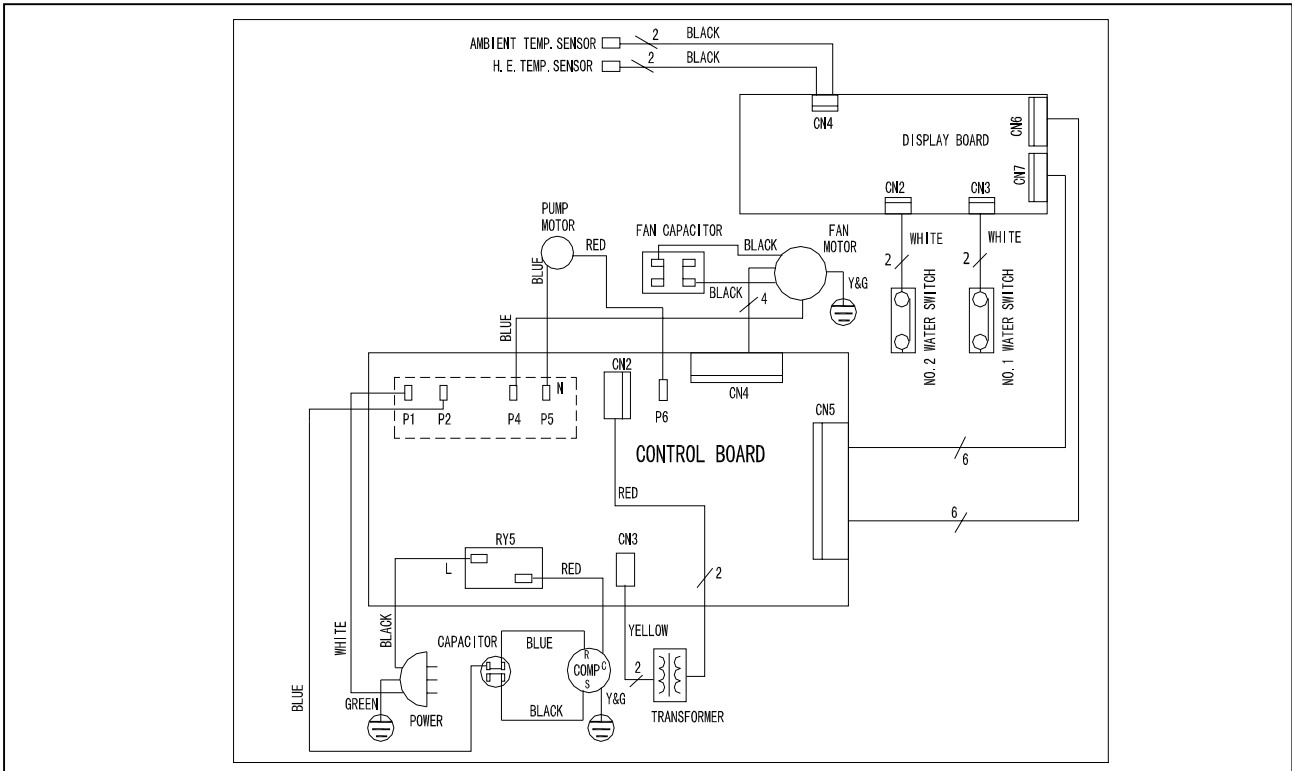 AMBIENT TEMP. SENSOR
2
BLACK
H. E. TEMP. SENSOR
2
BLACK
CN4
CN6
DISPLAY BOARD
CN7
CN2
CN3
PUMP
MOTOR
RED
FAN CAPACITOR
BLACK
FAN
MOTOR
WHITE
WHITE
2
2
BLUE
BLACK
4
Y&G
BLUE
NO. 2 WATER SWITCH
NO. 1 WATER SWITCH
CN2
CN4
N
P1
P2
P4
P5
P6
CN5
CONTROL BOARD
6
RED
6
RY5
CN3
L
RED
2
BLACK
WHITE
CAPACITOR
BLUE
YELLOW
R
COMP
C
S
2
BLUE
GREEN
POWER
BLACK
Y&G
TRANSFORMER